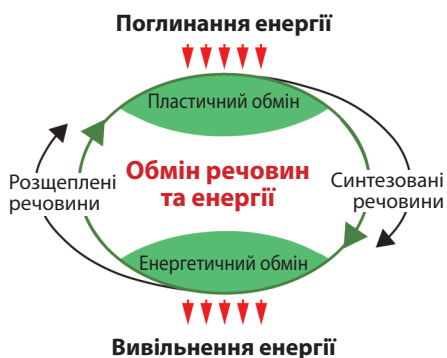 Поглинання енергії
Пластичний обмін
Обмін речовин
та енергії
Розщеплені
речовини
Синтезовані
речовини
Енергетичний обмін
Вивільнення енергії